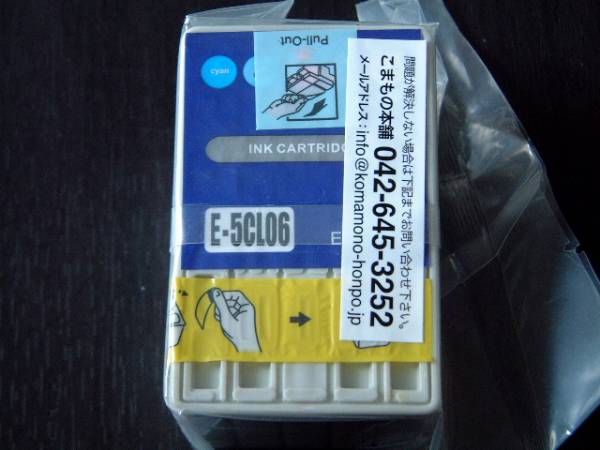 Pull-Out
cyan
INK CARTRIDG
E-5CL06
E
問題が解決しない場合は下記までお問い合わせ下さい。
こまもの本舗 042-645-3252
メールアドレス：info@komamono-honpo.jp